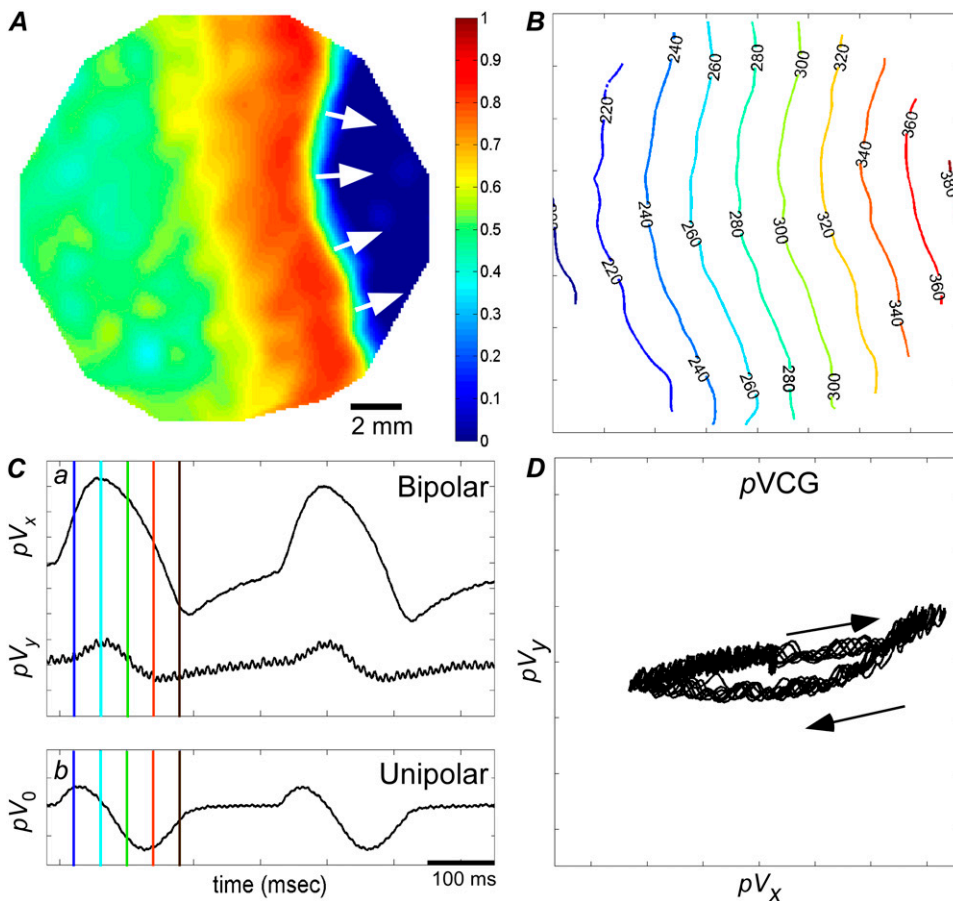 A
1
0.9
0.8
0.7
0.6
0.5
0.4
0.3
0.2
0.1
0
2 mm
B
240 260 280 300 320
220 340 360 380
240 260 280 300 320
220 340 360
240 260 280 300
C
a Bipolar
pVx
pVy
b Unipolar
pV0
time (msec) 100 ms
D
pVCG
pVy
pVx